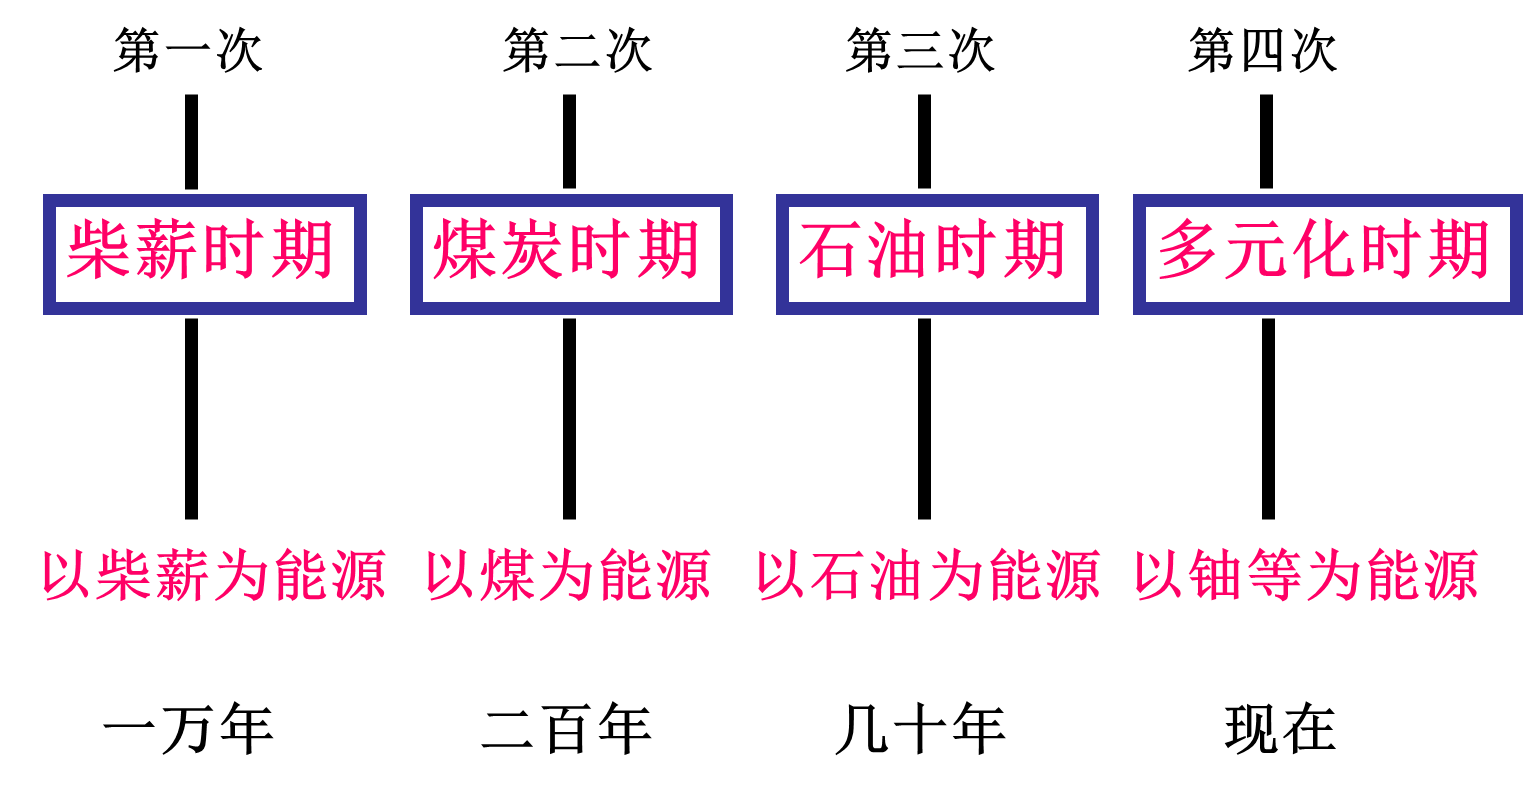 第一次 第二次 第三次 第四次
柴薪时期 煤炭时期 石油时期 多元化时期
以柴薪为能源 以煤为能源 以石油为能源 以铀等为能源
一万年 二百年 几十年 现在